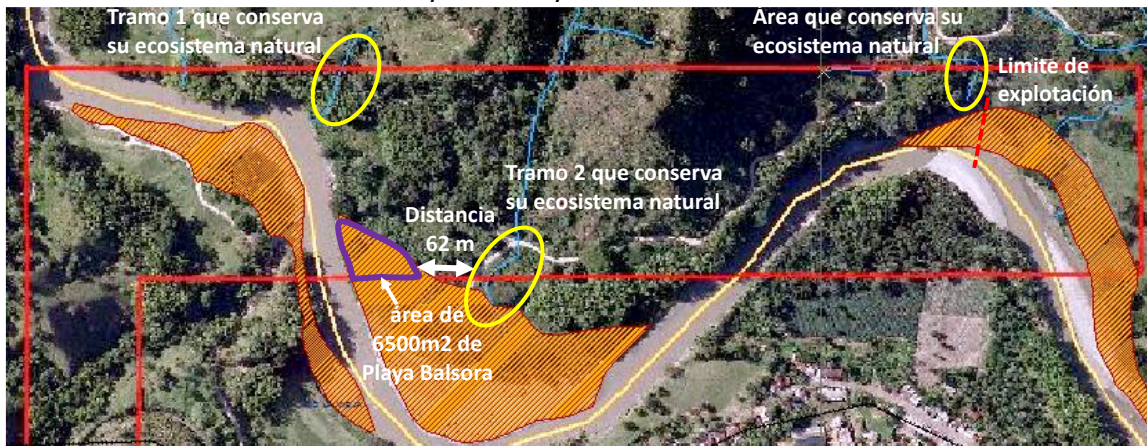 Tramo 1 que conserva
su ecosistema natural
Área que conserva su
ecosistema natural
Limite de
explotación
Tramo 2 que conserva
su ecosistema natural
Distancia
62 m
área de
6500m2 de
Playa Balsora